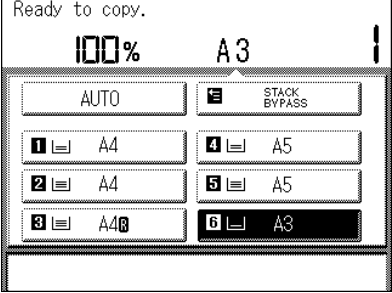 Ready to copy.
100% A3 1
AUTO
STACK
BYPASS
1 A4
4 A5
2 A4
5 A5
3 A4R
6 A3